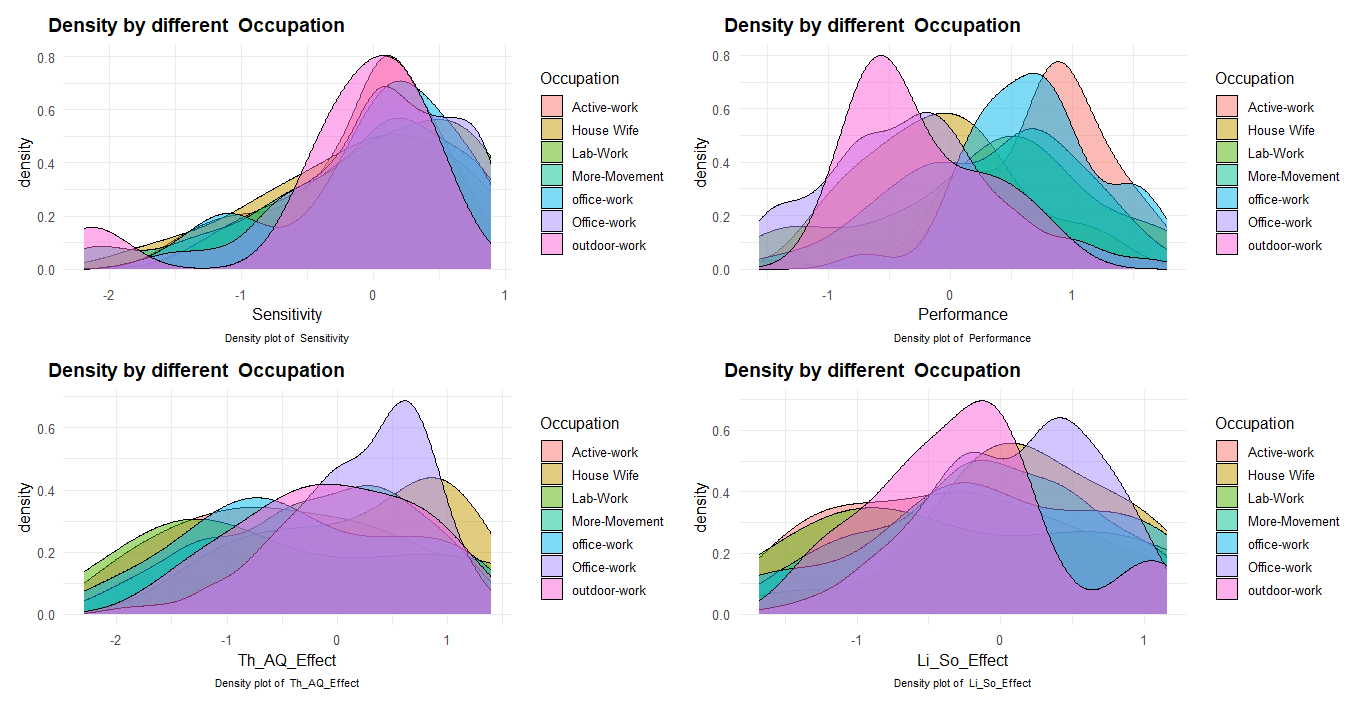 Density by different  Occupation
density
0.8
0.6
0.4
0.2
0.0
-2
-1
0
1
Sensitivity
Density plot of  Sensitivity
Occupation
Active-work
House Wife
Lab-Work
More-Movement
office-work
Office-work
outdoor-work
Density by different  Occupation
density
0.8
0.6
0.4
0.2
0.0
-1
0
1
Performance
Density plot of  Performance
Occupation
Active-work
House Wife
Lab-Work
More-Movement
office-work
Office-work
outdoor-work
Density by different  Occupation
density
0.6
0.4
0.2
0.0
-2
-1
0
1
Th_AQ_Effect
Density plot of  Th_AQ_Effect
Occupation
Active-work
House Wife
Lab-Work
More-Movement
office-work
Office-work
outdoor-work
Density by different  Occupation
density
0.6
0.4
0.2
0.0
-1
0
1
Li_So_Effect
Density plot of  Li_So_Effect
Occupation
Active-work
House Wife
Lab-Work
More-Movement
office-work
Office-work
outdoor-work